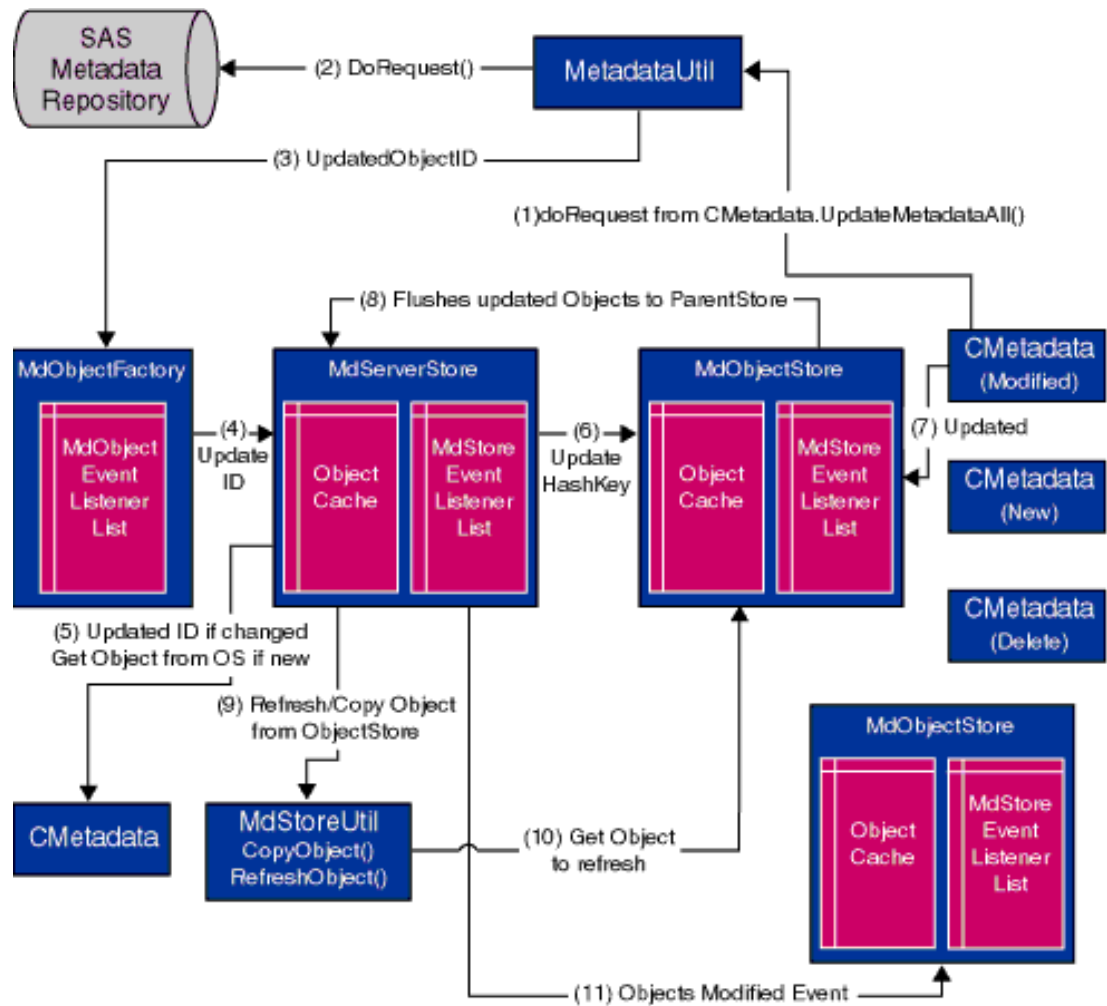 SAS
Metadata
Repository
(2) DoRequest()
MetadataUtil
(3) UpdatedObjectID
(1)doRequest from CMetadata.UpdateMetadataAll()
(8) Flushes updated Objects to ParentStore
MdObjectFactory
MdObject
Event
Listener
List
(4)
Update
ID
MdServerStore
Object
Cache
MdStore
Event
Listener
List
(6)
Update
HashKey
MdObjectStore
Object
Cache
MdStore
Event
Listener
List
CMetadata
(Modified)
(7) Updated
CMetadata
(New)
CMetadata
(Delete)
(5) Updated ID if changed
Get Object from OS if new
(9) Refresh/Copy Object
from ObjectStore
CMetadata
MdStoreUtil
CopyObject()
RefreshObject()
(10) Get Object
to refresh
MdObjectStore
Object
Cache
MdStore
Event
Listener
List
(11) Objects Modified Event